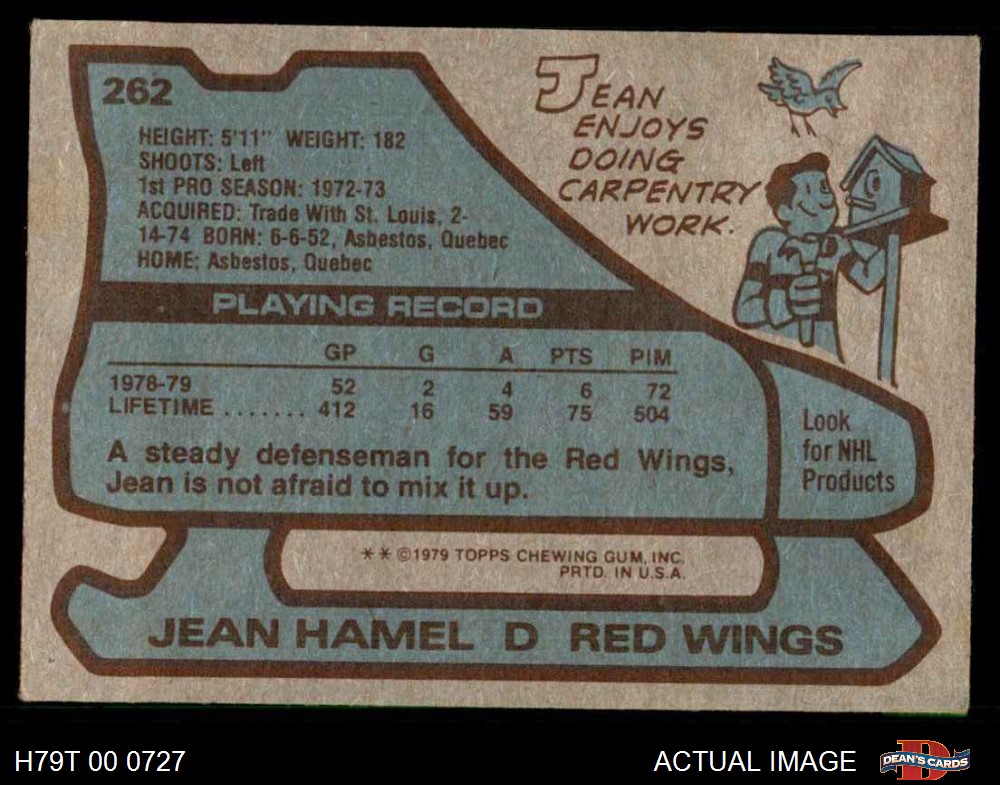 262
JEAN
ENJOYS
DOING
CARPENTRY
WORK.
HEIGHT: 5'11" WEIGHT: 182
SHOOTS: Left
1st PRO SEASON: 1972-73
ACQUIRED: Trade With St. Louis, 2-
14-74 BORN: 6-6-52, Asbestos, Quebec
HOME: Asbestos, Quebec
PLAYING RECORD
GP G A PTS PIM
1978-79 52 2 4 6 72
LIFETIME ....... 412 16 59 75 504
A steady defenseman for the Red Wings,
Jean is not afraid to mix it up.
Look
for NHL
Products
** ©1979 TOPPS CHEWING GUM, INC.
PRTD. IN U.S.A.
JEAN HAMEL D RED WINGS
H79T 00 0727
ACTUAL IMAGE
D
DEAN'S CARDS